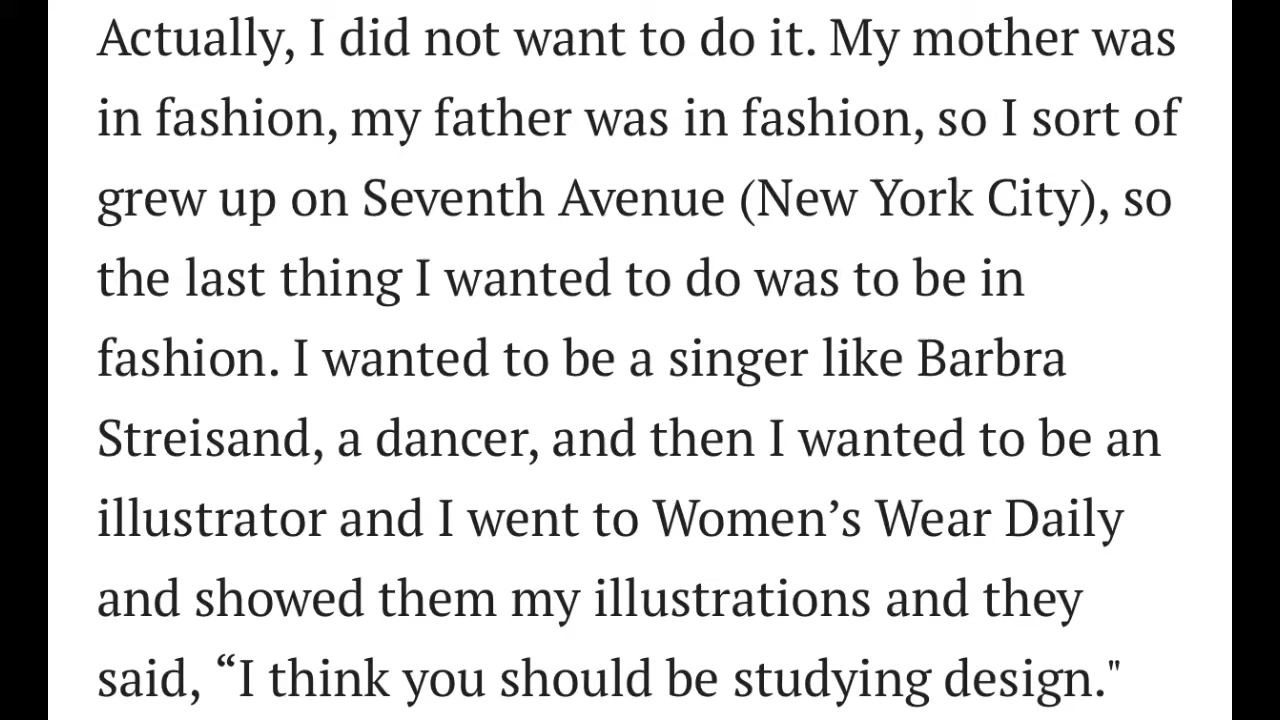 Actually, I did not want to do it. My mother was
in fashion, my father was in fashion, so I sort of
grew up on Seventh Avenue (New York City), so
the last thing I wanted to do was to be in
fashion. I wanted to be a singer like Barbra
Streisand, a dancer, and then I wanted to be an
illustrator and I went to Women’s Wear Daily
and showed them my illustrations and they
said, “I think you should be studying design."